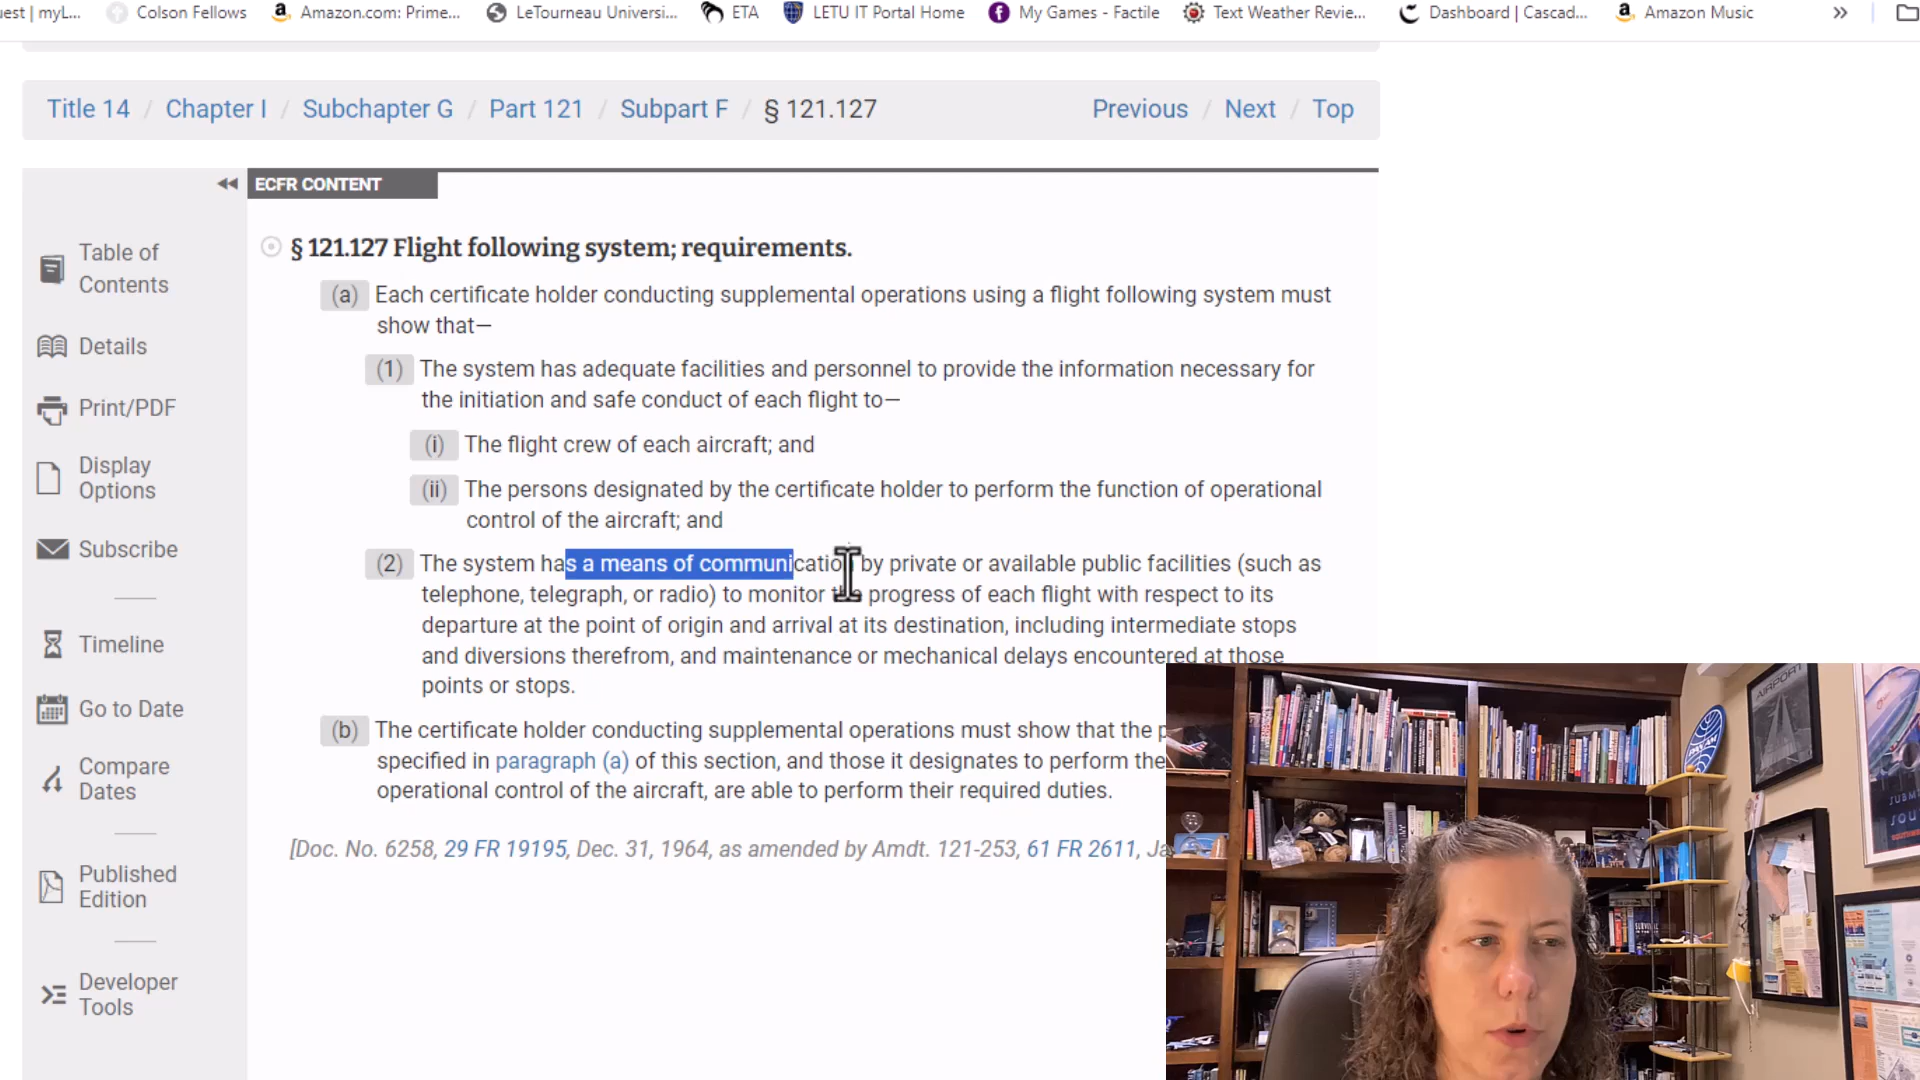 uest | myL...
Colson Fellows
Amazon.com: Prime...
LeTourneau Universi...
ETA
LETU IT Portal Home
My Games - Factile
Text Weather Revie...
Dashboard | Cascad...
Amazon Music
»
Title 14 / Chapter I / Subchapter G / Part 121 / Subpart F / § 121.127
Previous / Next / Top
ECFR CONTENT
Table of
Contents
Details
Print/PDF
Display
Options
Subscribe
Timeline
Go to Date
Compare
Dates
Published
Edition
Developer
Tools
§ 121.127 Flight following system; requirements.
(a) Each certificate holder conducting supplemental operations using a flight following system must
show that—
(1) The system has adequate facilities and personnel to provide the information necessary for
the initiation and safe conduct of each flight to—
(i) The flight crew of each aircraft; and
(ii) The persons designated by the certificate holder to perform the function of operational
control of the aircraft; and
(2) The system has a means of communication by private or available public facilities (such as
telephone, telegraph, or radio) to monitor the progress of each flight with respect to its
departure at the point of origin and arrival at its destination, including intermediate stops
and diversions therefrom, and maintenance or mechanical delays encountered at those
points or stops.
(b) The certificate holder conducting supplemental operations must show that the p
specified in paragraph (a) of this section, and those it designates to perform the
operational control of the aircraft, are able to perform their required duties.
[Doc. No. 6258, 29 FR 19195, Dec. 31, 1964, as amended by Amdt. 121-253, 61 FR 2611, Ja
AIRPORT
PAN AM